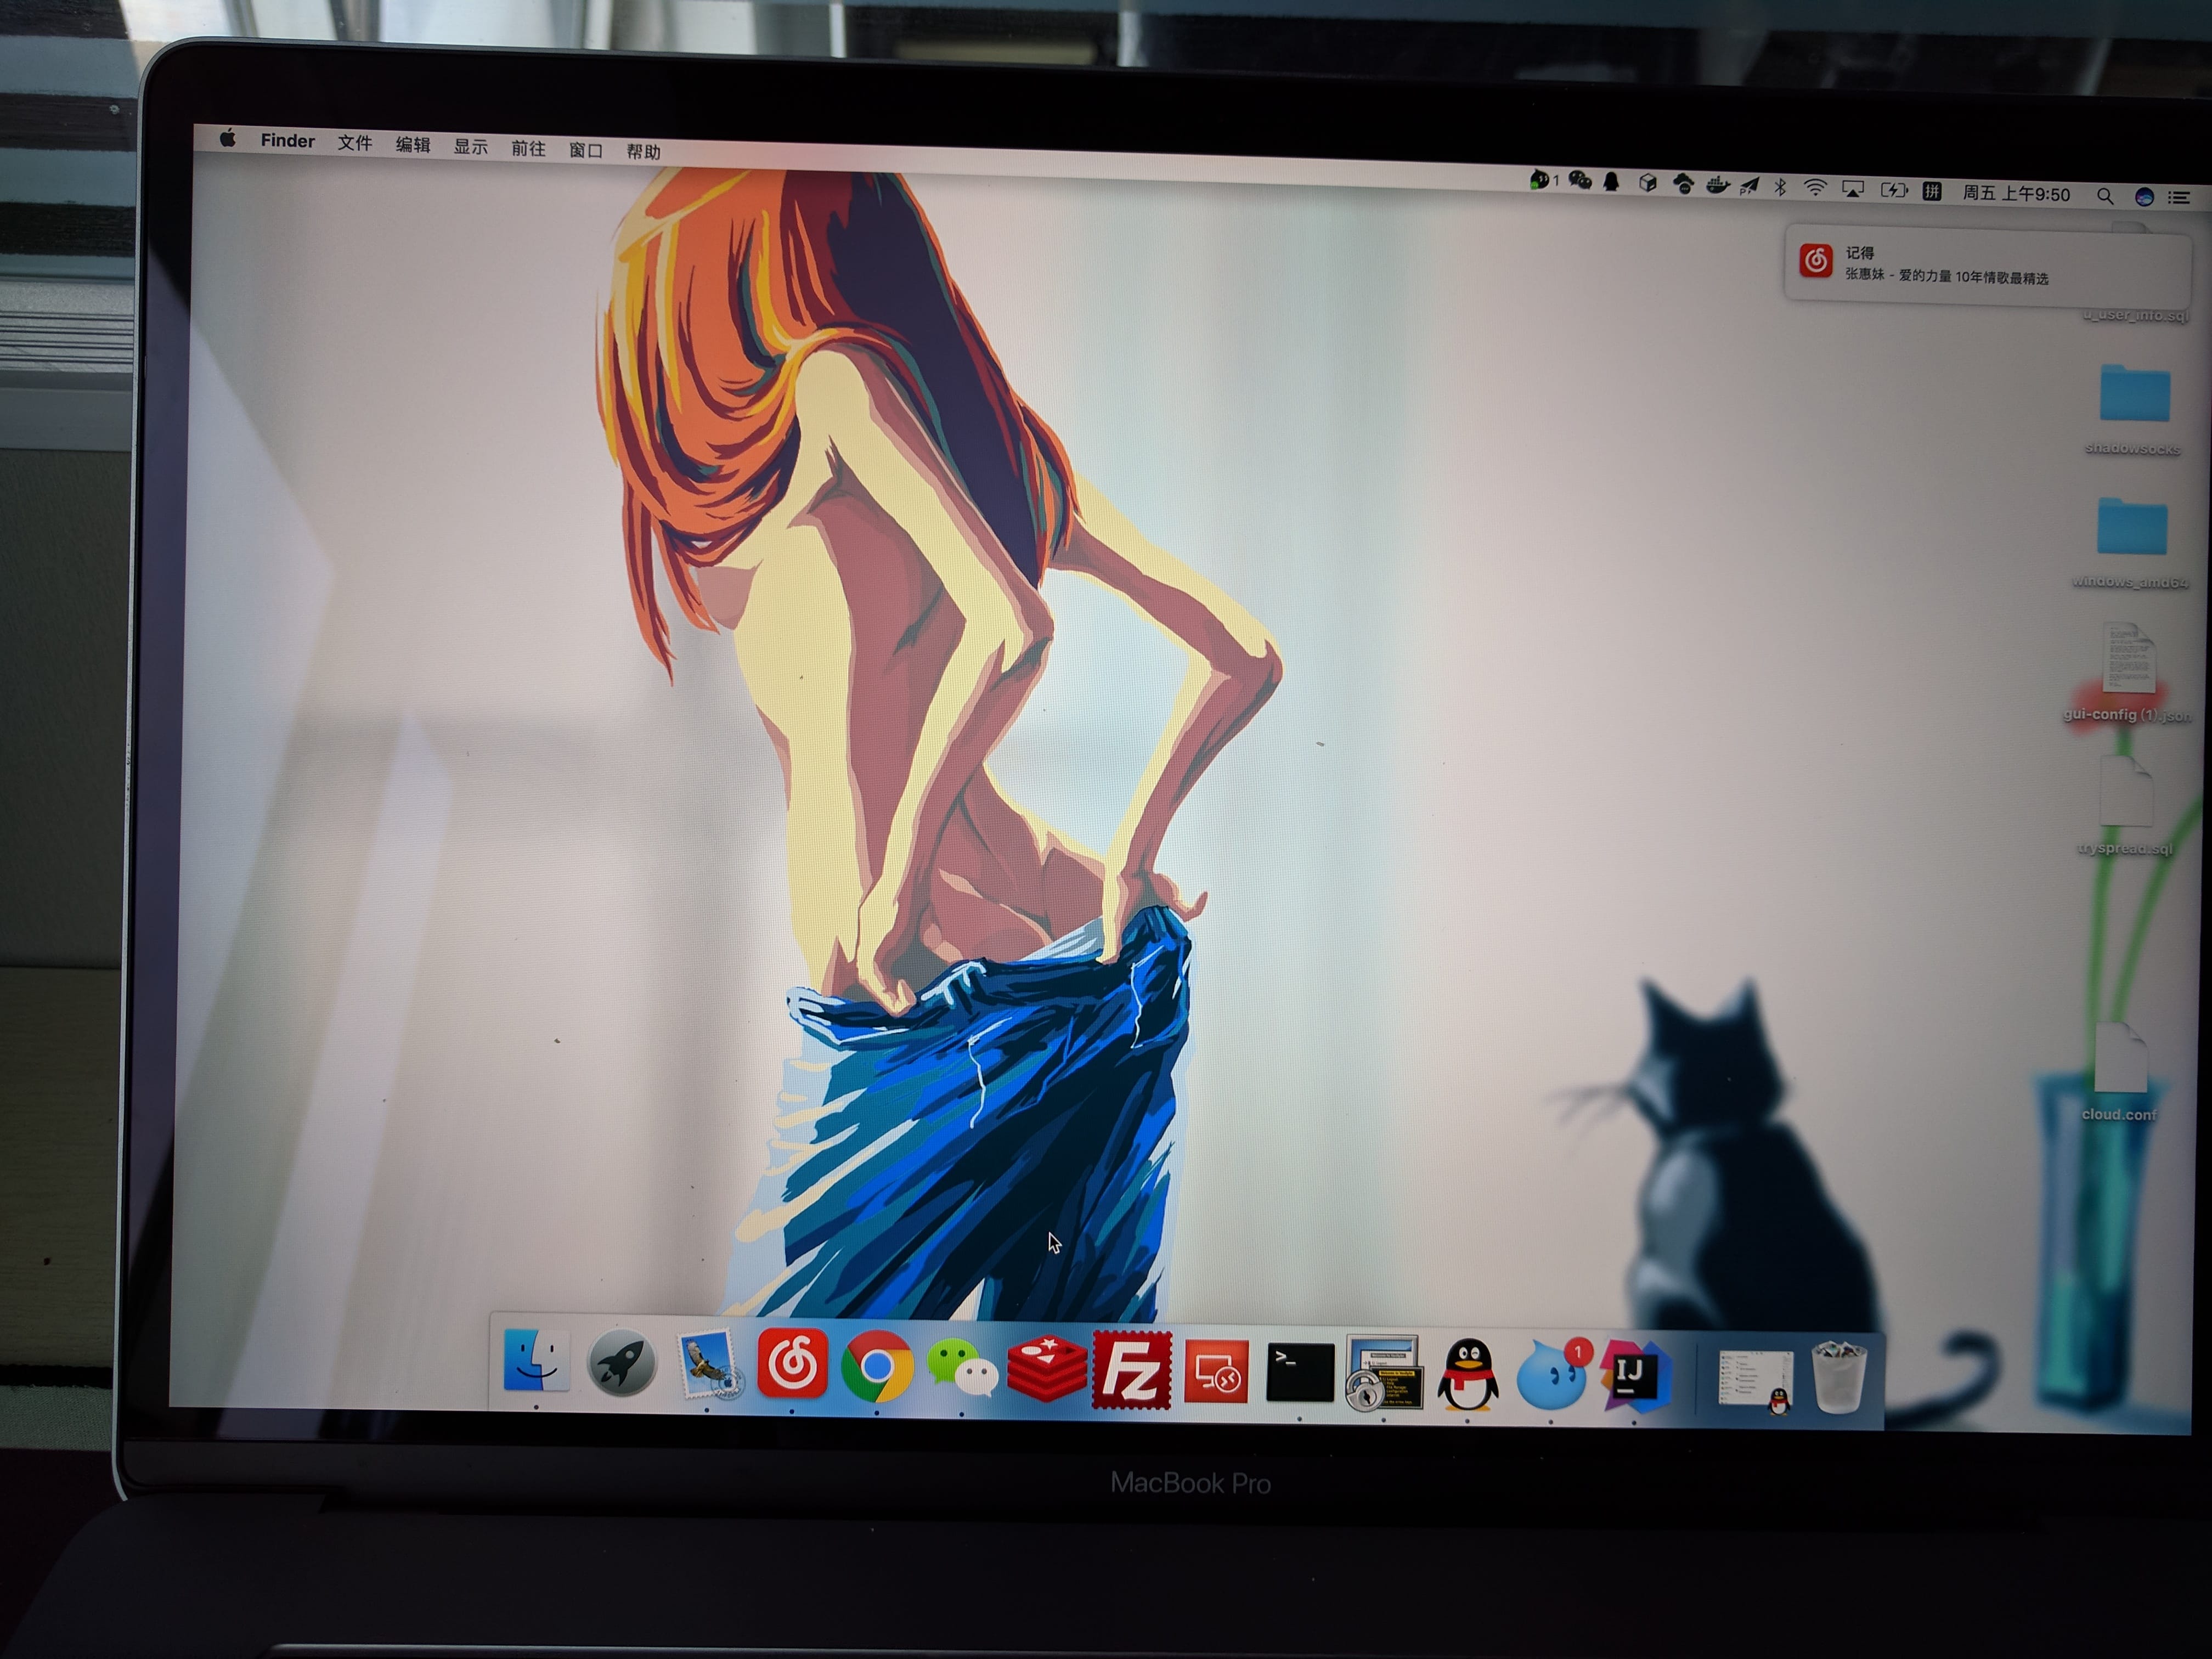 Finder 文件 编辑 显示 前往 窗口 帮助
1 周五 上午9:50
记得
张惠妹 - 爱的力量 10年情歌最精选
u_user_info.sql
shadowsocks
windows_amd64
gui-config (1).json
tryspread.sql
cloud.conf
1
FZ
>_
IJ
MacBook Pro